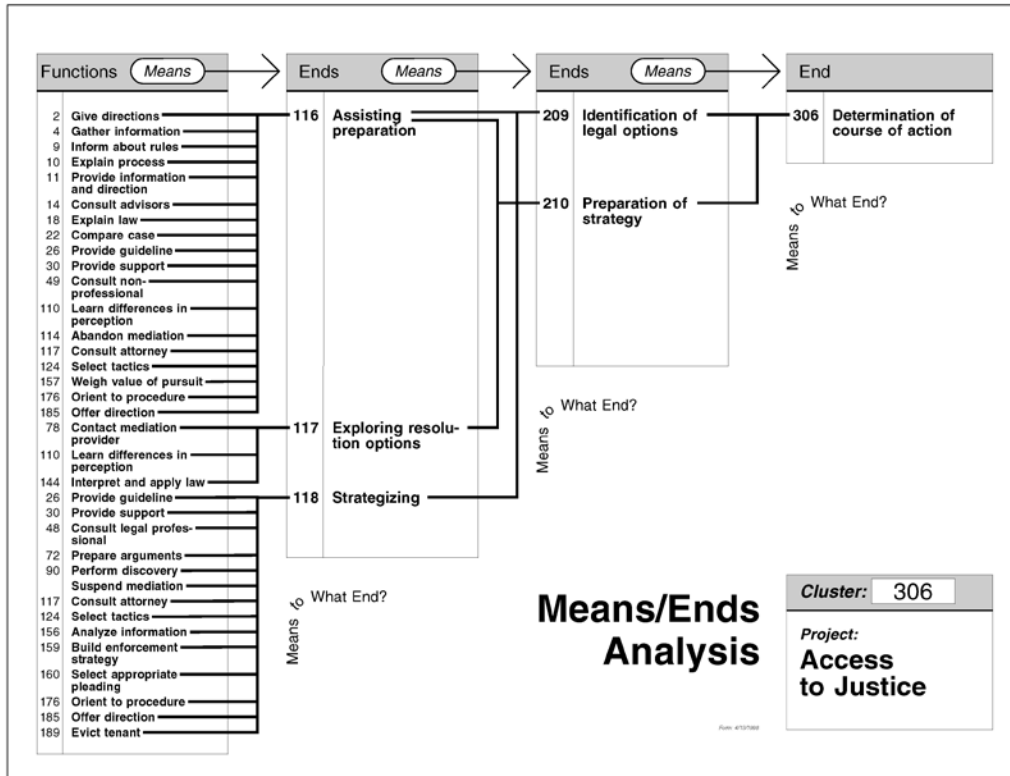 Functions Means
2 Give directions
4 Gather information
9 Inform about rules
10 Explain process
11 Provide information
and direction
14 Consult advisors
18 Explain law
22 Compare case
26 Provide guideline
30 Provide support
49 Consult non-
professional
110 Learn differences in
perception
114 Abandon mediation
117 Consult attorney
124 Select tactics
157 Weigh value of pursuit
176 Orient to procedure
185 Offer direction
78 Contact mediation
provider
110 Learn differences in
perception
144 Interpret and apply law
26 Provide guideline
30 Provide support
48 Consult legal profes-
sional
72 Prepare arguments
90 Perform discovery
Suspend mediation
117 Consult attorney
124 Select tactics
156 Analyze information
159 Build enforcement
strategy
160 Select appropriate
pleading
176 Orient to procedure
185 Offer direction
189 Evict tenant
Ends Means
116 Assisting
preparation
117 Exploring resolu-
tion options
118 Strategizing
Means to What End?
Ends Means
209 Identification of
legal options
210 Preparation of
strategy
Means to What End?
End
306 Determination of
course of action
Means to What End?
Means/Ends
Analysis
Cluster: 306
Project:
Access
to Justice